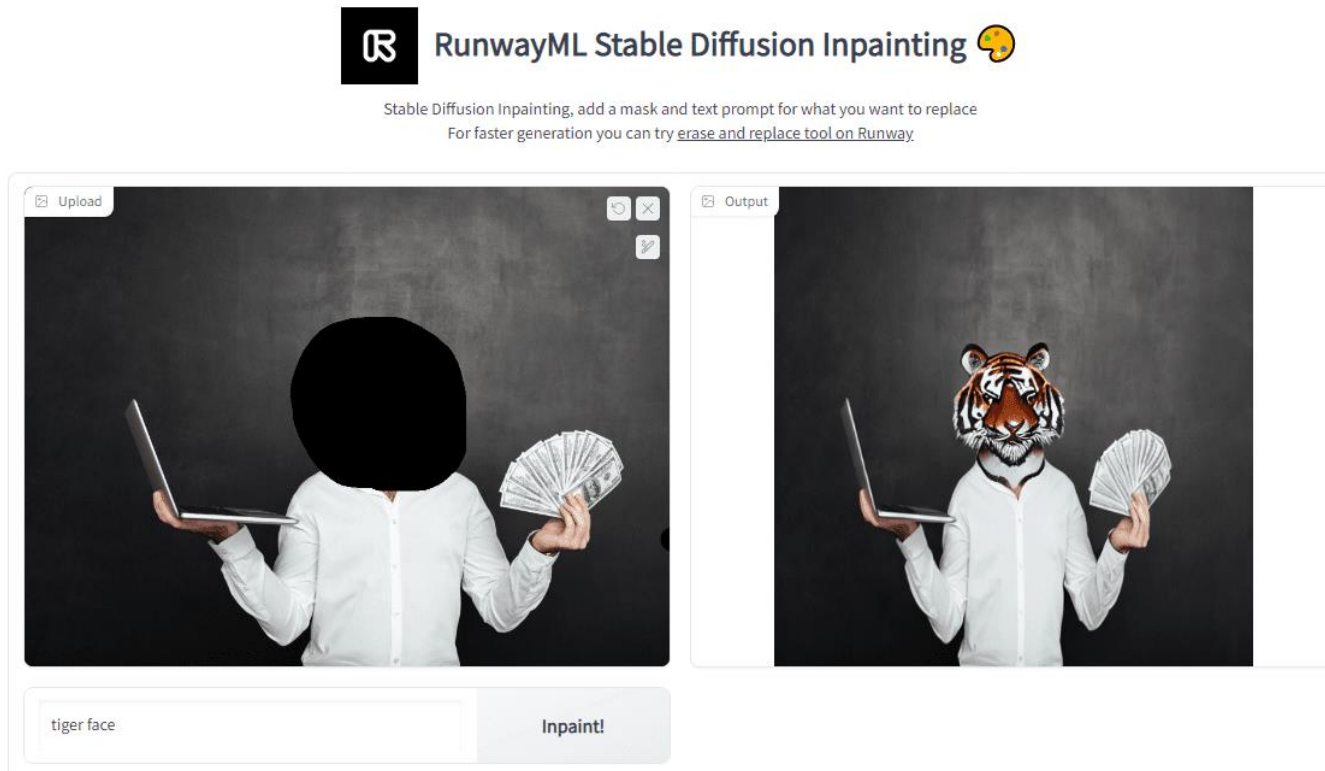 RunwayML Stable Diffusion Inpainting 🎨
Stable Diffusion Inpainting, add a mask and text prompt for what you want to replace
For faster generation you can try erase and replace tool on Runway
Upload
Output
tiger face
Inpaint!